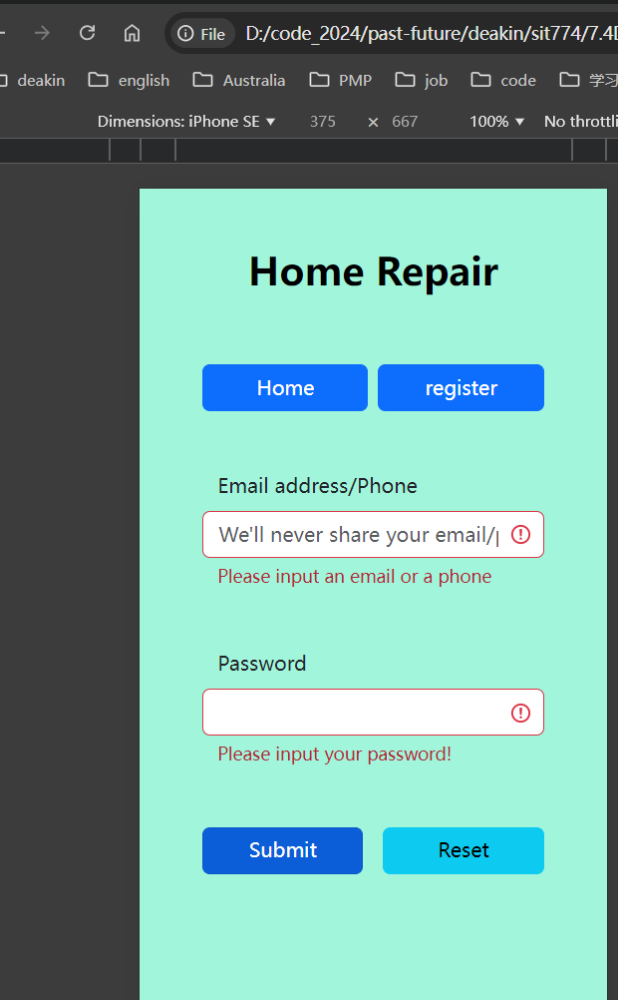 File D:/code_2024/past-future/deakin/sit774/7.4D
deakin english Australia PMP job code 学习
Dimensions: iPhone SE 375 × 667 100% No throttli
Home Repair
Home register
Email address/Phone
We'll never share your email/p
Please input an email or a phone
Password
Please input your password!
Submit Reset